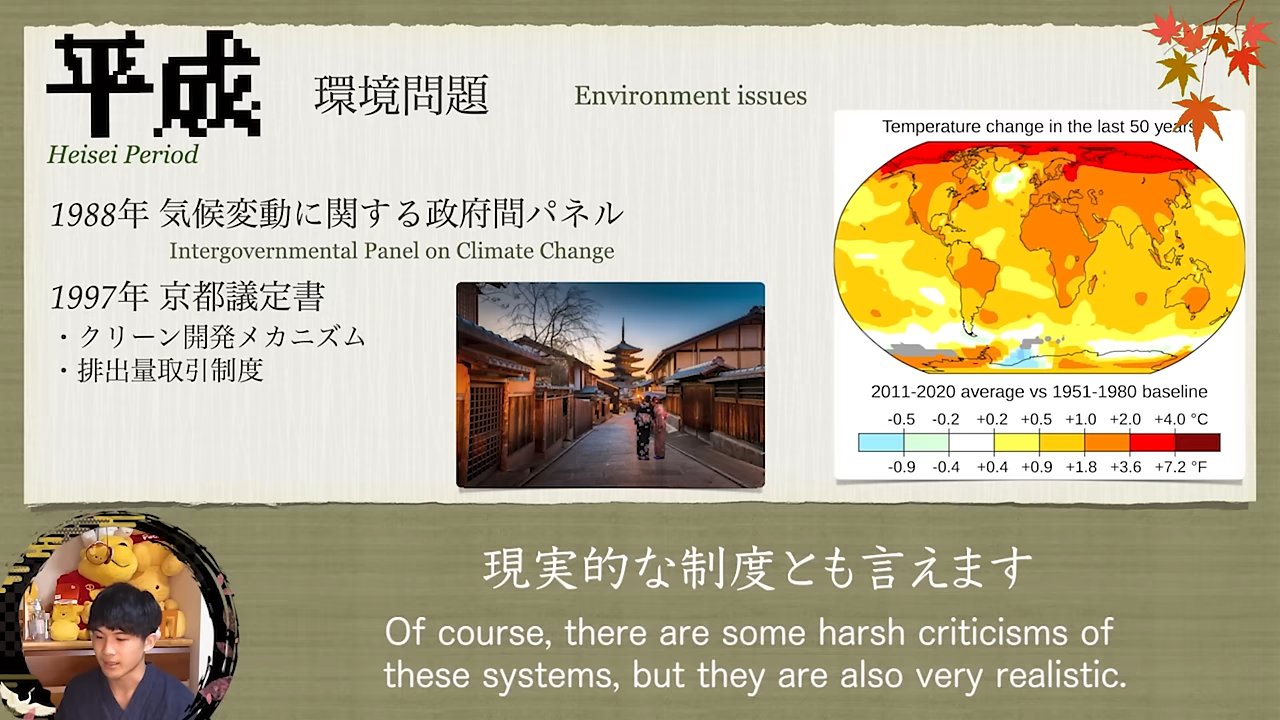 平成
Heisei Period
環境問題
Environment issues
1988年 気候変動に関する政府間パネル
Intergovernmental Panel on Climate Change
1997年 京都議定書
・クリーン開発メカニズム
・排出量取引制度
Temperature change in the last 50 years
2011-2020 average vs 1951-1980 baseline
-0.5 -0.2 +0.2 +0.5 +1.0 +2.0 +4.0 °C
-0.9 -0.4 +0.4 +0.9 +1.8 +3.6 +7.2 °F
現実的な制度とも言えます
Of course, there are some harsh criticisms of
these systems, but they are also very realistic.